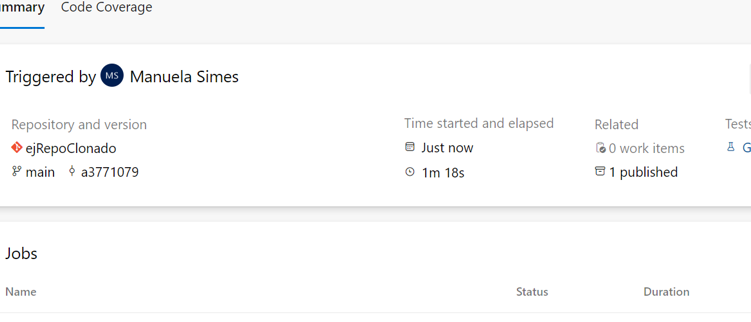 Summary Code Coverage
Triggered by MS Manuela Simes
Repository and version
ejRepoClonado
main a3771079
Time started and elapsed
Just now
1m 18s
Related
0 work items
1 published
Tests
Jobs
Name Status Duration